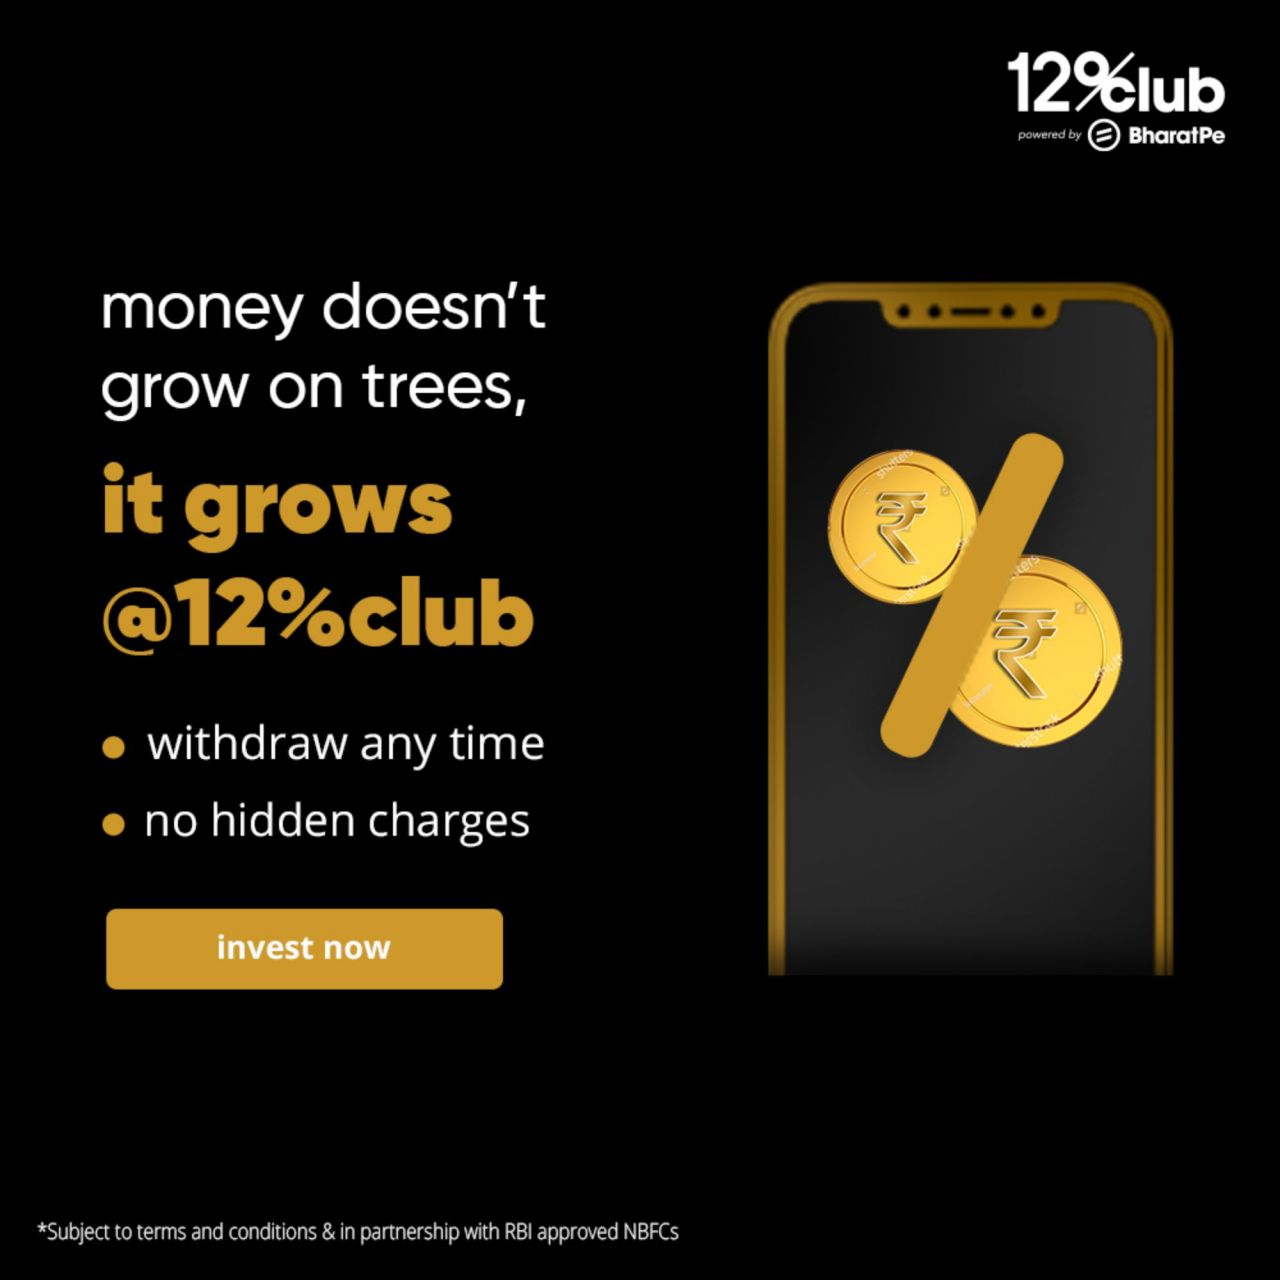 12%club
powered by BharatPe
money doesn’t
grow on trees,
it grows
@12%club
withdraw any time
no hidden charges
invest now
*Subject to terms and conditions & in partnership with RBI approved NBFCs
₹
₹